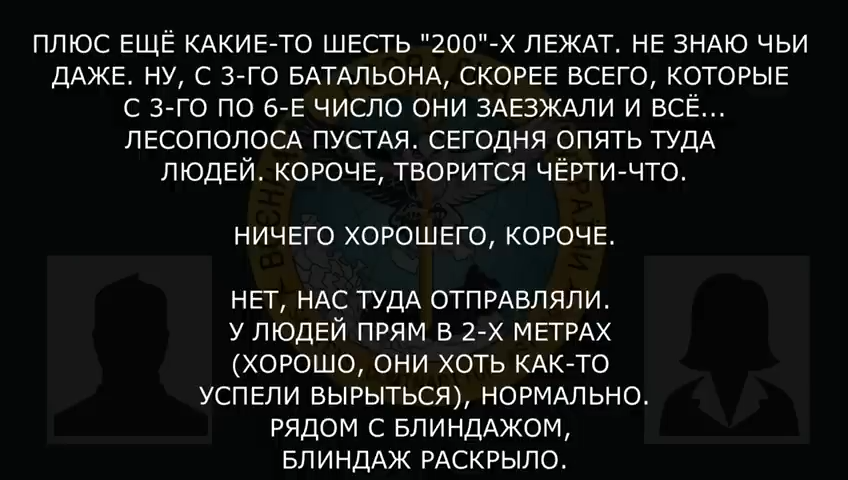 ПЛЮС ЕЩЁ КАКИЕ-ТО ШЕСТЬ "200"-Х ЛЕЖАТ. НЕ ЗНАЮ ЧЬИ
ДАЖЕ. НУ, С 3-ГО БАТАЛЬОНА, СКОРЕЕ ВСЕГО, КОТОРЫЕ
С 3-ГО ПО 6-Е ЧИСЛО ОНИ ЗАЕЗЖАЛИ И ВСЁ...
ЛЕСОПОЛОСА ПУСТАЯ. СЕГОДНЯ ОПЯТЬ ТУДА
ЛЮДЕЙ. КОРОЧЕ, ТВОРИТСЯ ЧЁРТИ-ЧТО.
НИЧЕГО ХОРОШЕГО, КОРОЧЕ.
НЕТ, НАС ТУДА ОТПРАВЛЯЛИ.
У ЛЮДЕЙ ПРЯМ В 2-Х МЕТРАХ
(ХОРОШО, ОНИ ХОТЬ КАК-ТО
УСПЕЛИ ВЫРЫТЬСЯ), НОРМАЛЬНО.
РЯДОМ С БЛИНДАЖОМ,
БЛИНДАЖ РАСКРЫЛО.